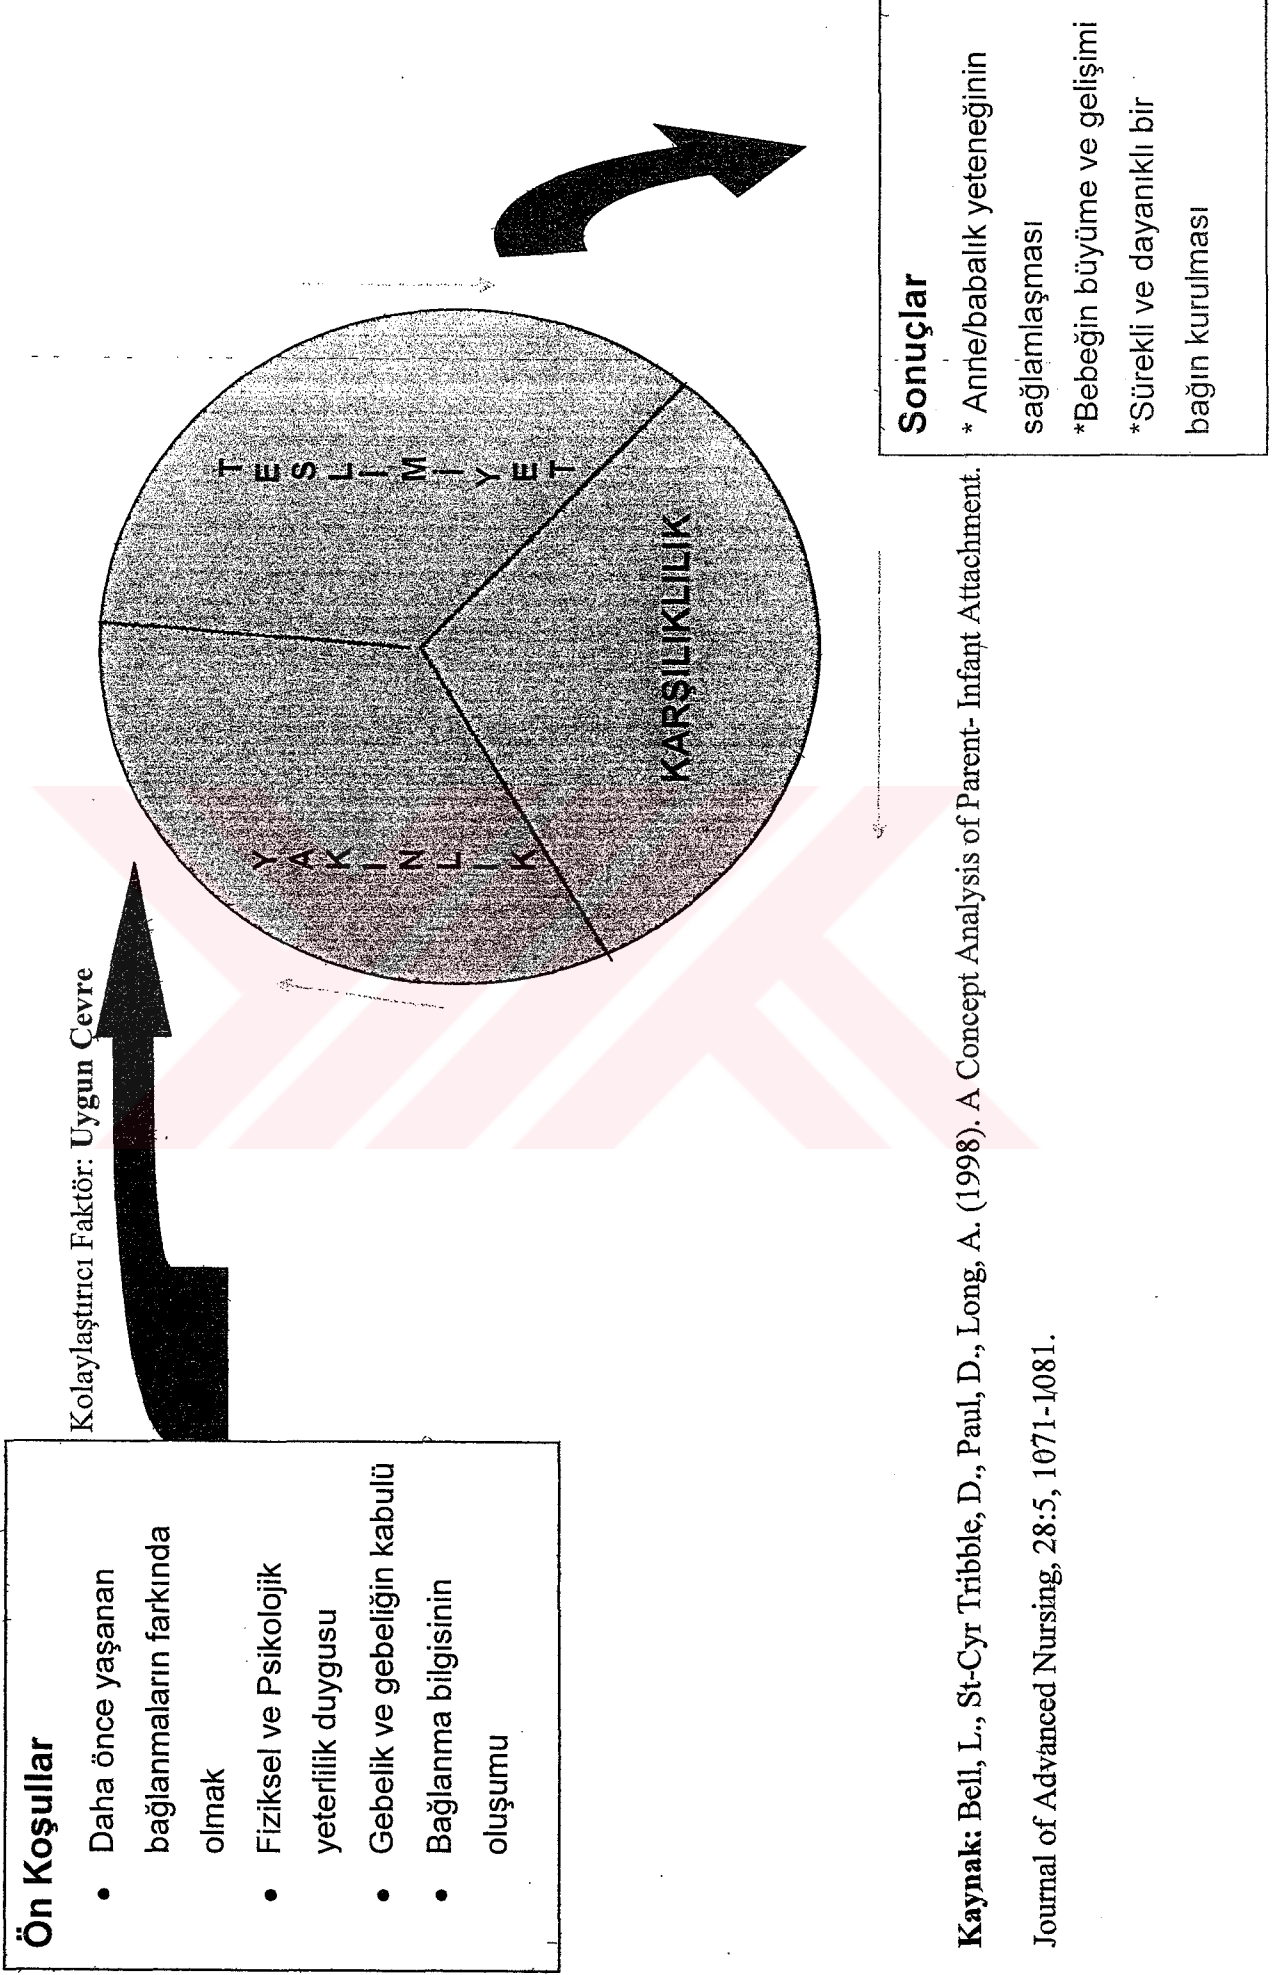 Ön Koşullar
• Daha önce yaşanan
bağlanmaların farkında
olmak
• Fiziksel ve Psikolojik
yeterlilik duygusu
• Gebelik ve gebeliğin kabulü
• Bağlanma bilgisinin
oluşumu
Kolaylaştırıcı Faktör: Uygun Çevre
YAKINLIK
TESLİMİYET
KARŞILIKLILIK
Sonuçlar
* Anne/babalık yeteneğinin
sağlamlaşması
*Bebeğin büyüme ve gelişimi
*Sürekli ve dayanıklı bir
bağın kurulması
Kaynak: Bell, L., St-Cyr Tribble, D., Paul, D., Long, A. (1998). A Concept Analysis of Parent- Infant Attachment.
Journal of Advanced Nursing, 28:5, 1071-1081.